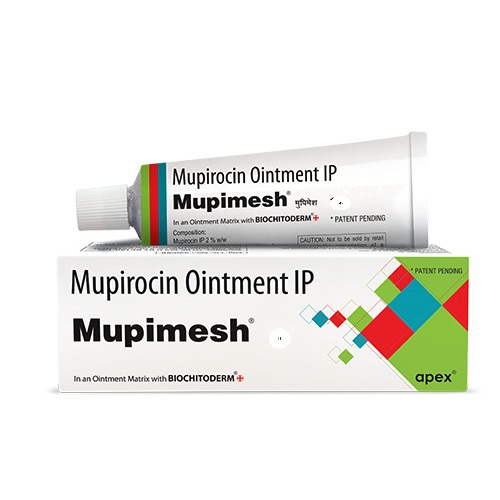 Mupirocin Ointment IP
Mupimesh® मुपिमेश
In an Ointment Matrix with BIOCHITODERM®+
* PATENT PENDING
Composition:
Mupirocin IP 2% w/w
CAUTION: Not to be sold by retail
Mupirocin Ointment IP
* PATENT PENDING
Mupimesh®
In an Ointment Matrix with BIOCHITODERM®+
apex®